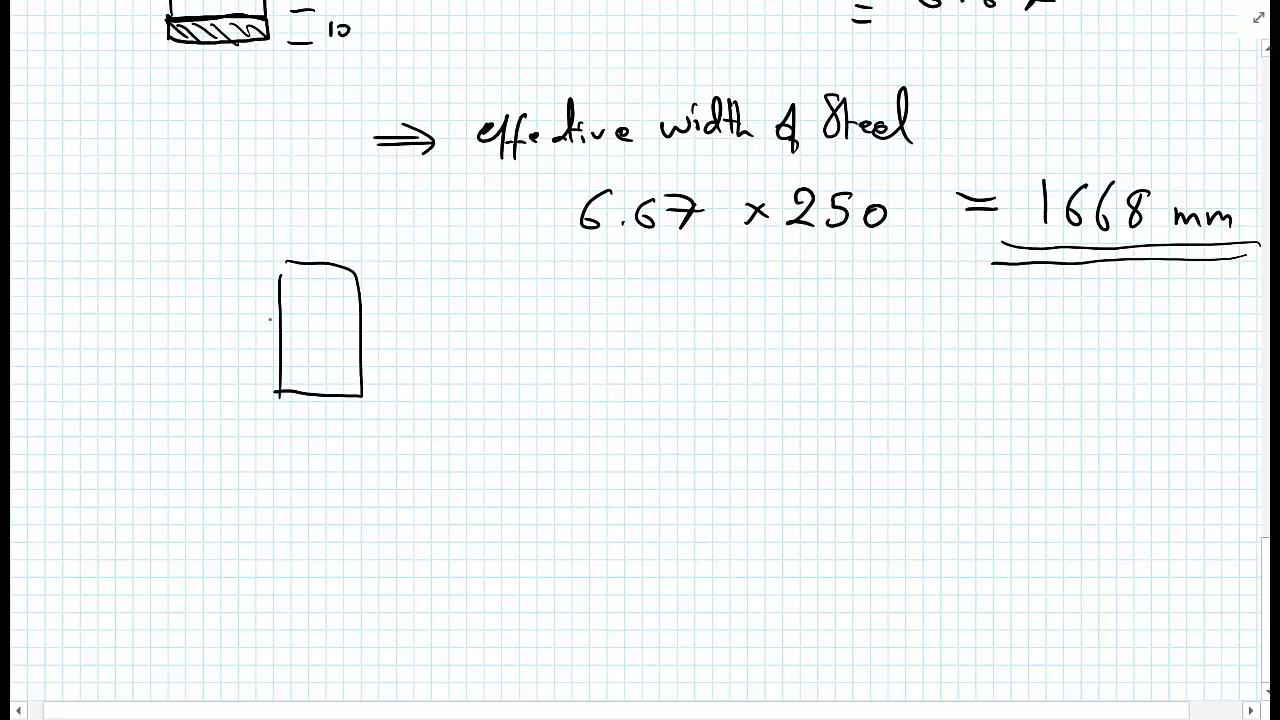 10
=
⇒ effective width of Steel
6.67 × 250 = 1668 mm